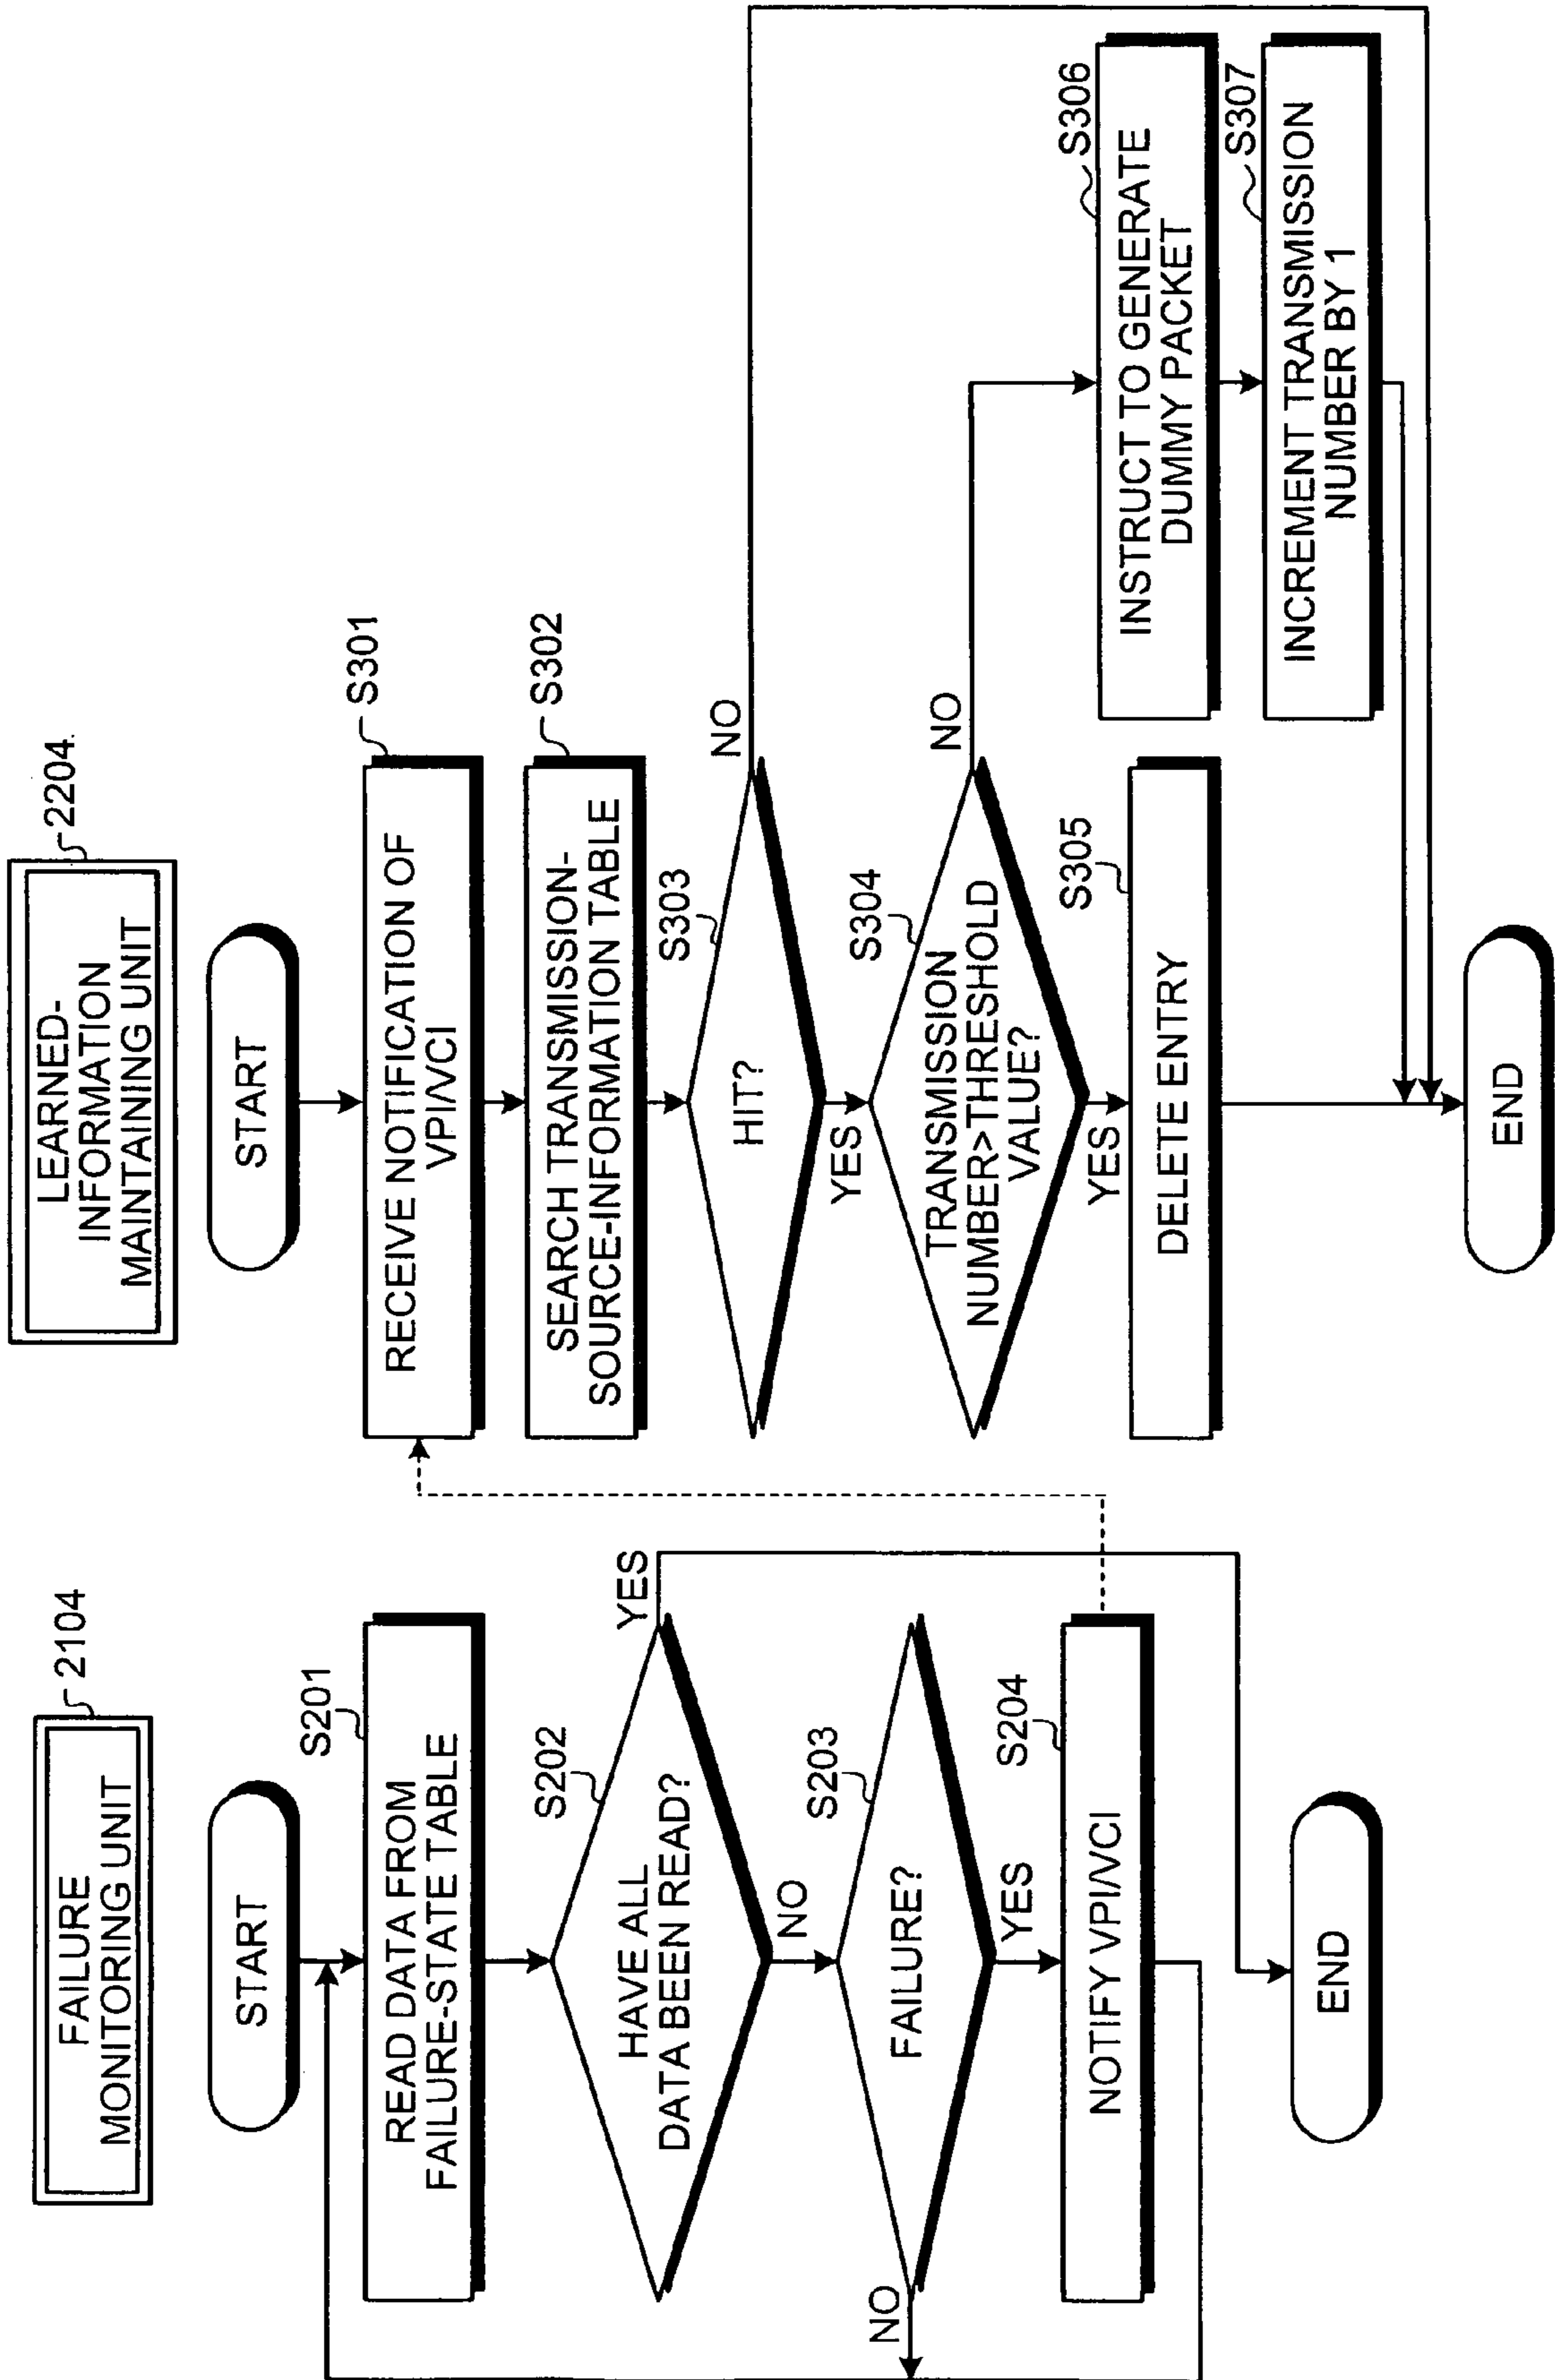 FAILURE
MONITORING UNIT
2104
START
S201
READ DATA FROM
FAILURE-STATE TABLE
S202
HAVE ALL
DATA BEEN READ?
YES
NO
S203
FAILURE?
NO
YES
S204
NOTIFY VPI/VCI
END
LEARNED-
INFORMATION
MAINTAINING UNIT
2204
START
S301
RECEIVE NOTIFICATION OF
VPI/VCI
S302
SEARCH TRANSMISSION-
SOURCE-INFORMATION TABLE
S303
HIT?
NO
YES
S304
TRANSMISSION
NUMBER>THRESHOLD
VALUE?
NO
YES
S305
DELETE ENTRY
S306
INSTRUCT TO GENERATE
DUMMY PACKET
S307
INCREMENT TRANSMISSION
NUMBER BY 1
END